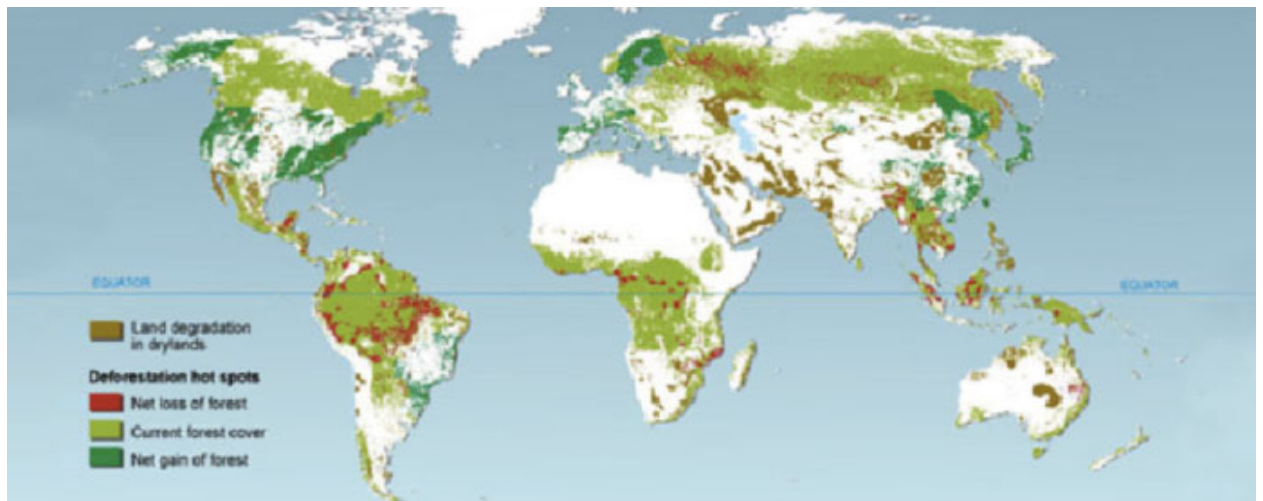 EQUATOR
EQUATOR
Land degradation
in drylands
Deforestation hot spots
Net loss of forest
Current forest cover
Net gain of forest